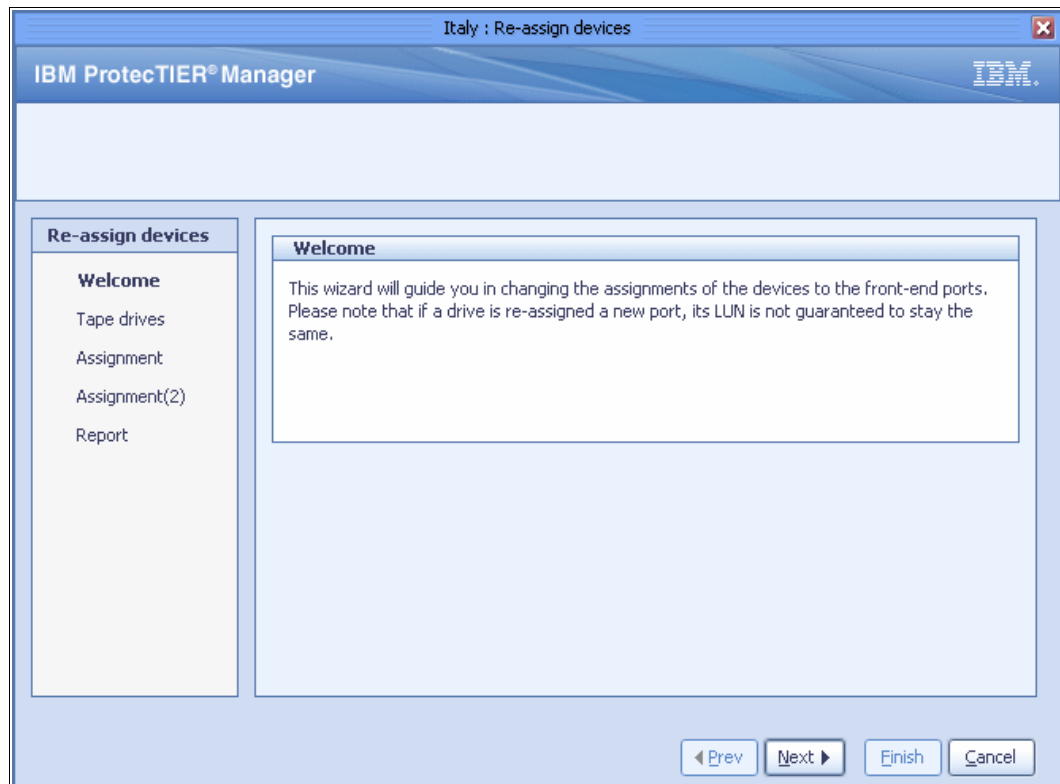 Italy : Re-assign devices
IBM ProtecTIER® Manager
IBM.
Re-assign devices
Welcome
Tape drives
Assignment
Assignment(2)
Report
Welcome
This wizard will guide you in changing the assignments of the devices to the front-end ports.
Please note that if a drive is re-assigned a new port, its LUN is not guaranteed to stay the
same.
Prev
Next
Finish
Cancel